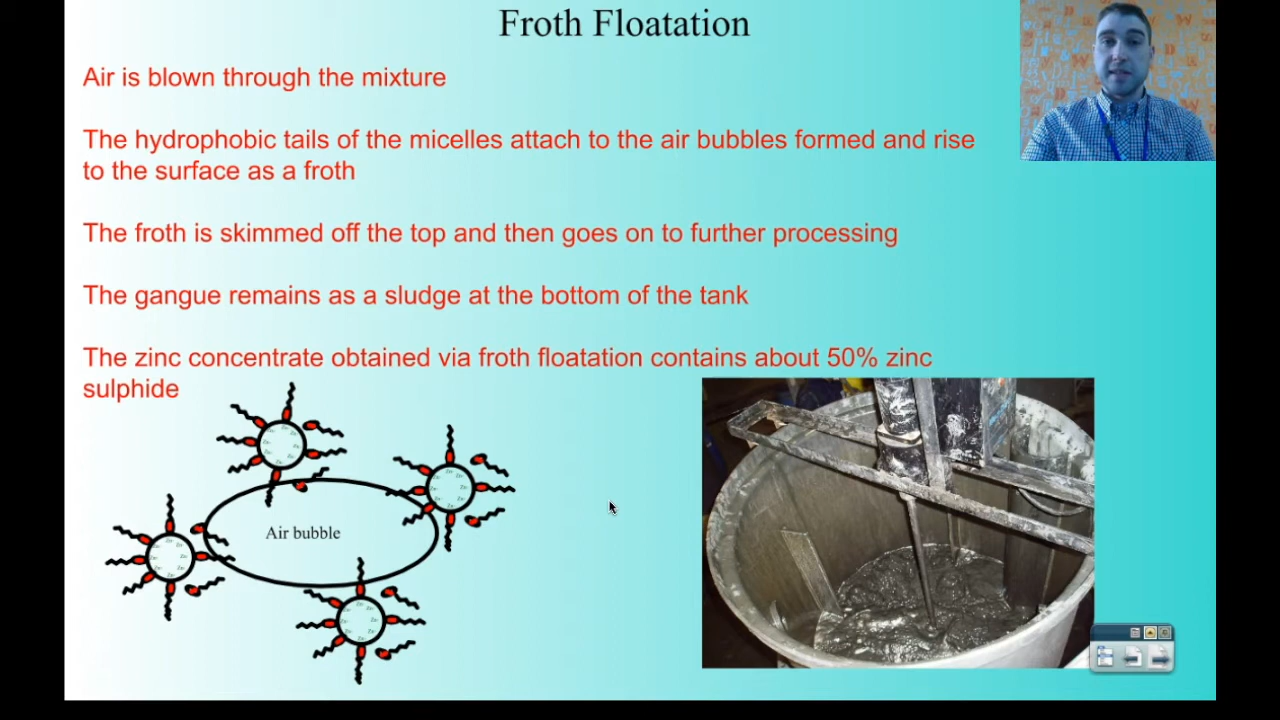 Froth Floatation
Air is blown through the mixture
The hydrophobic tails of the micelles attach to the air bubbles formed and rise
to the surface as a froth
The froth is skimmed off the top and then goes on to further processing
The gangue remains as a sludge at the bottom of the tank
The zinc concentrate obtained via froth floatation contains about 50% zinc
sulphide
Air bubble